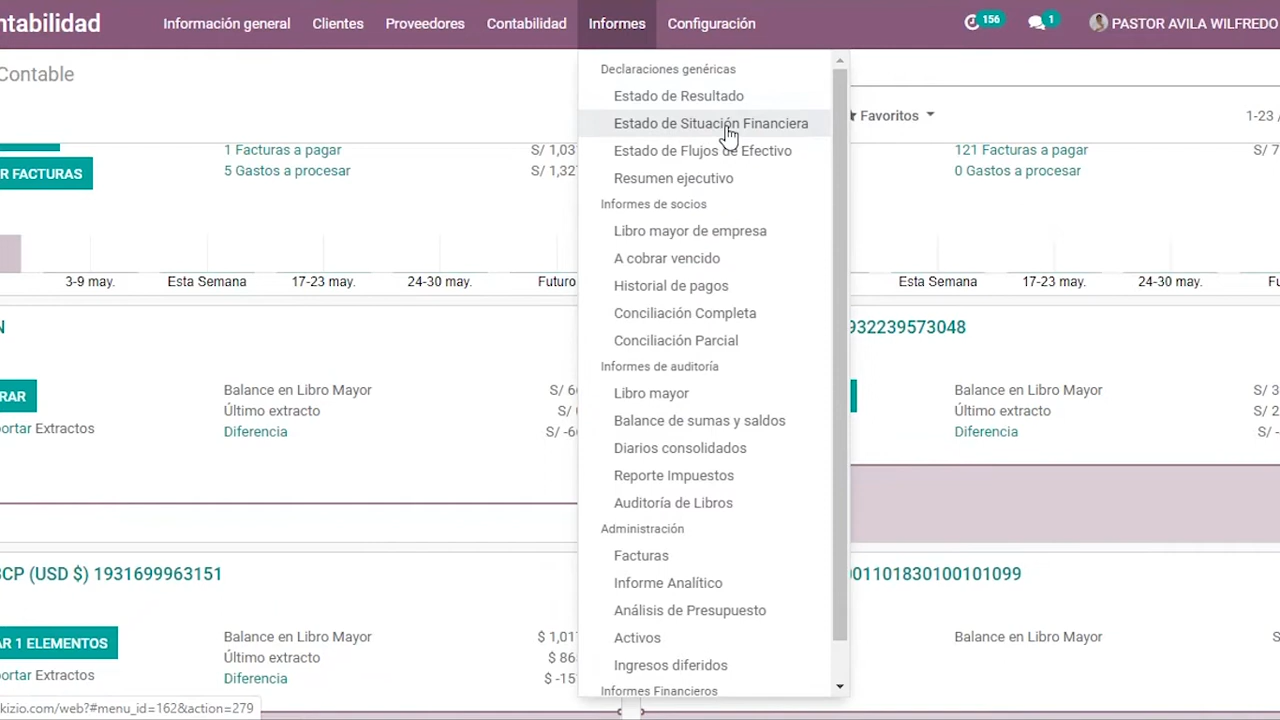 ntabilidad
Información general
Clientes
Proveedores
Contabilidad
Informes
Configuración
156
1
PASTOR AVILA WILFREDO
Contable
Favoritos
1-23 /
1 Facturas a pagar
S/ 1,03
5 Gastos a procesar
S/ 1,32
R FACTURAS
121 Facturas a pagar
S/ 7
0 Gastos a procesar
3-9 may.
Esta Semana
17-23 may.
24-30 may.
Futuro
Esta Semana
17-23 may.
24-30 may.
Fu
Declaraciones genéricas
Estado de Resultado
Estado de Situación Financiera
Estado de Flujos de Efectivo
Resumen ejecutivo
Informes de socios
Libro mayor de empresa
A cobrar vencido
Historial de pagos
Conciliación Completa
Conciliación Parcial
Informes de auditoría
Libro mayor
Balance de sumas y saldos
Diarios consolidados
Reporte Impuestos
Auditoría de Libros
Administración
Facturas
Informe Analítico
Análisis de Presupuesto
Activos
Ingresos diferidos
Informes Financieros
N
RAR
ortar Extractos
Balance en Libro Mayor
S/ 6
Último extracto
S/
Diferencia
S/ -6
932239573048
Balance en Libro Mayor
S/ 3
Último extracto
S/ 2
Diferencia
S/ -
BCP (USD $) 1931699963151
AR 1 ELEMENTOS
ortar Extractos
Balance en Libro Mayor
$ 1,01
Último extracto
$ 86
Diferencia
$ -15
001101830100101099
Balance en Libro Mayor
S
kizio.com/web?#menu_id=162&action=279